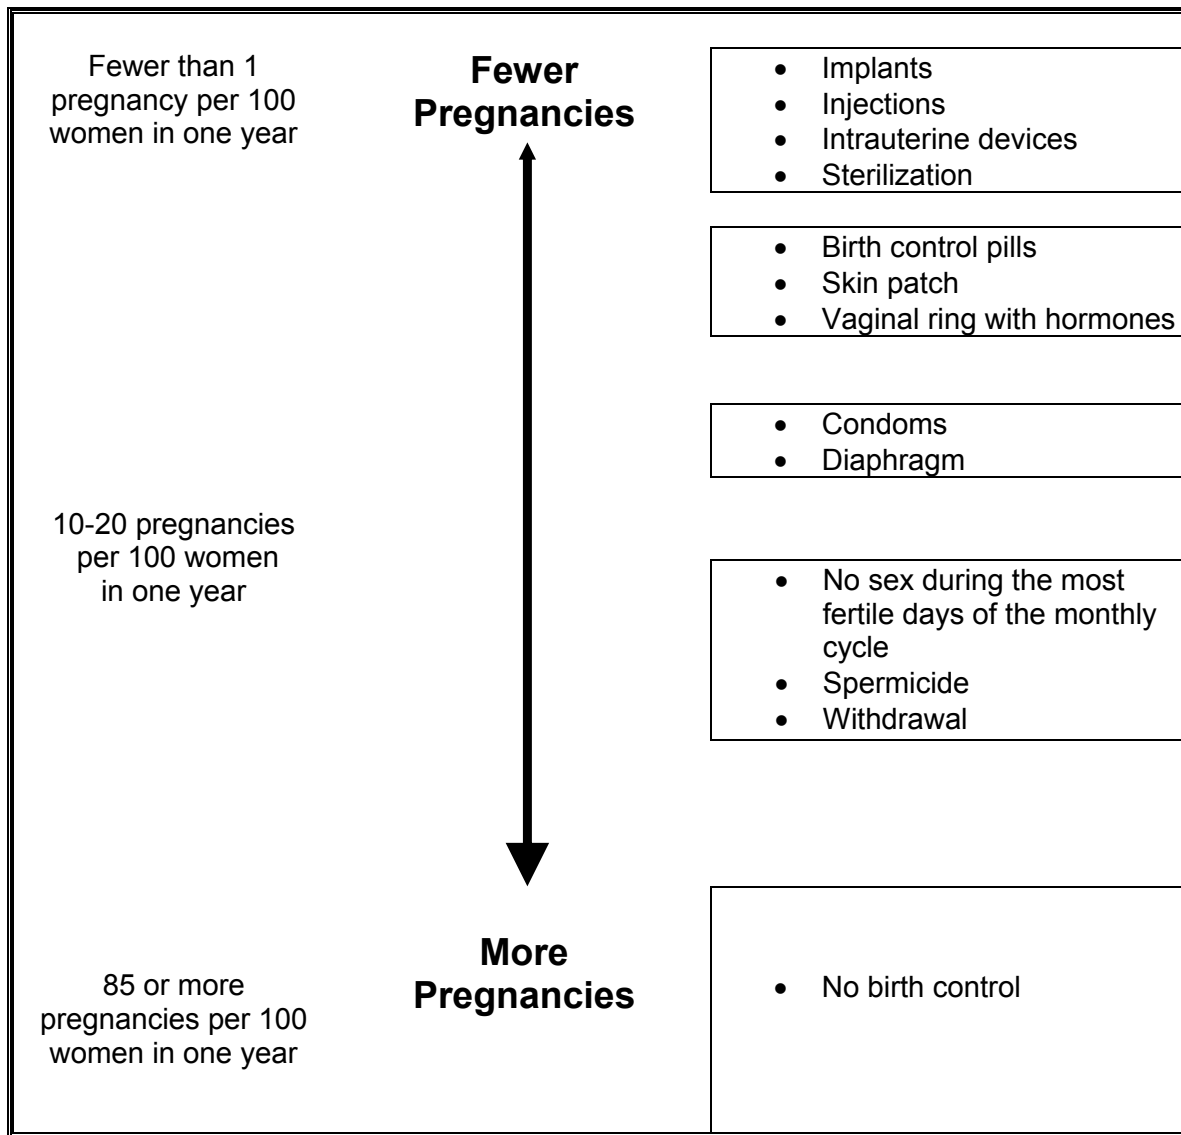 Fewer than 1
pregnancy per 100
women in one year
Fewer
Pregnancies
• Implants
• Injections
• Intrauterine devices
• Sterilization
• Birth control pills
• Skin patch
• Vaginal ring with hormones
• Condoms
• Diaphragm
10-20 pregnancies
per 100 women
in one year
• No sex during the most
fertile days of the monthly
cycle
• Spermicide
• Withdrawal
More
Pregnancies
85 or more
pregnancies per 100
women in one year
• No birth control